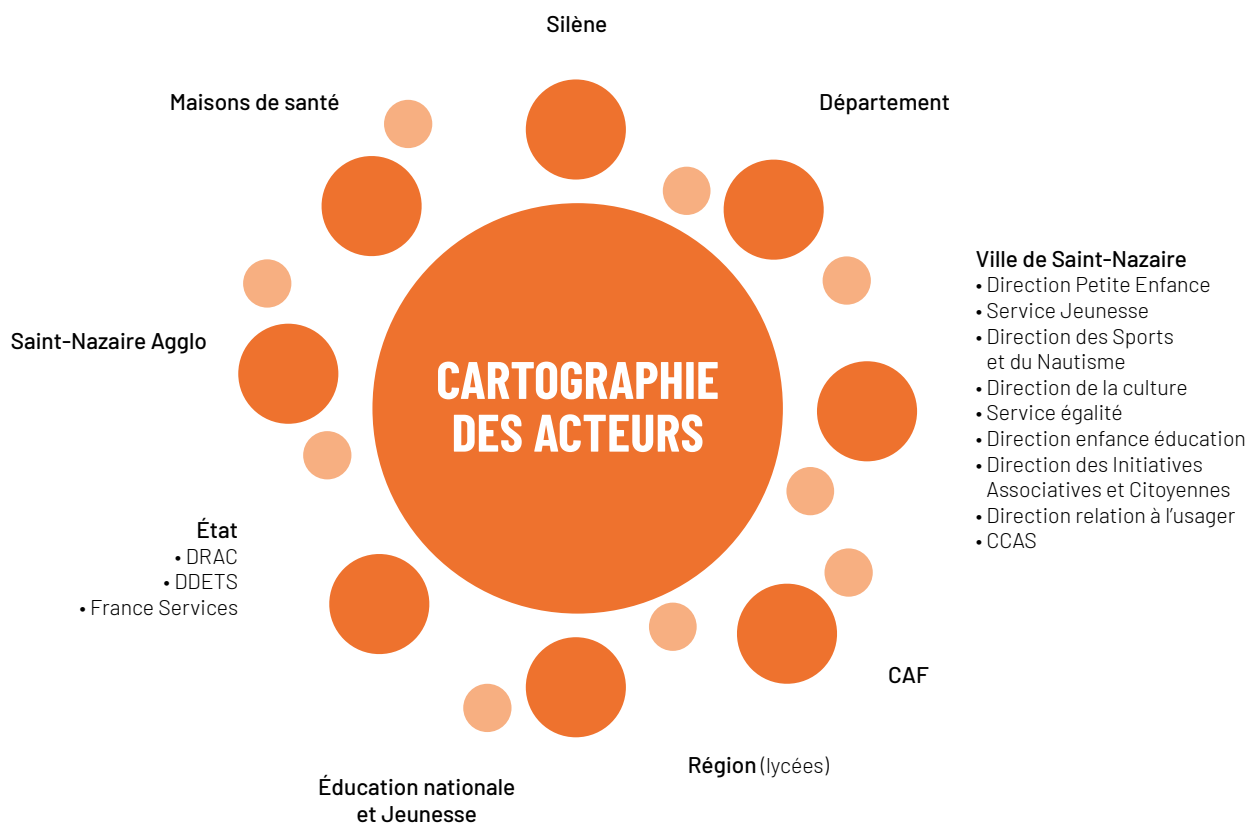 Silène
Maisons de santé
Département
Ville de Saint-Nazaire
• Direction Petite Enfance
• Service Jeunesse
• Direction des Sports
et du Nautisme
• Direction de la culture
• Service égalité
• Direction enfance éducation
• Direction des Initiatives
Associatives et Citoyennes
• Direction relation à l'usager
• CCAS
Saint-Nazaire Agglo
CARTOGRAPHIE
DES ACTEURS
État
• DRAC
• DDETS
• France Services
CAF
Région (lycées)
Éducation nationale
et Jeunesse